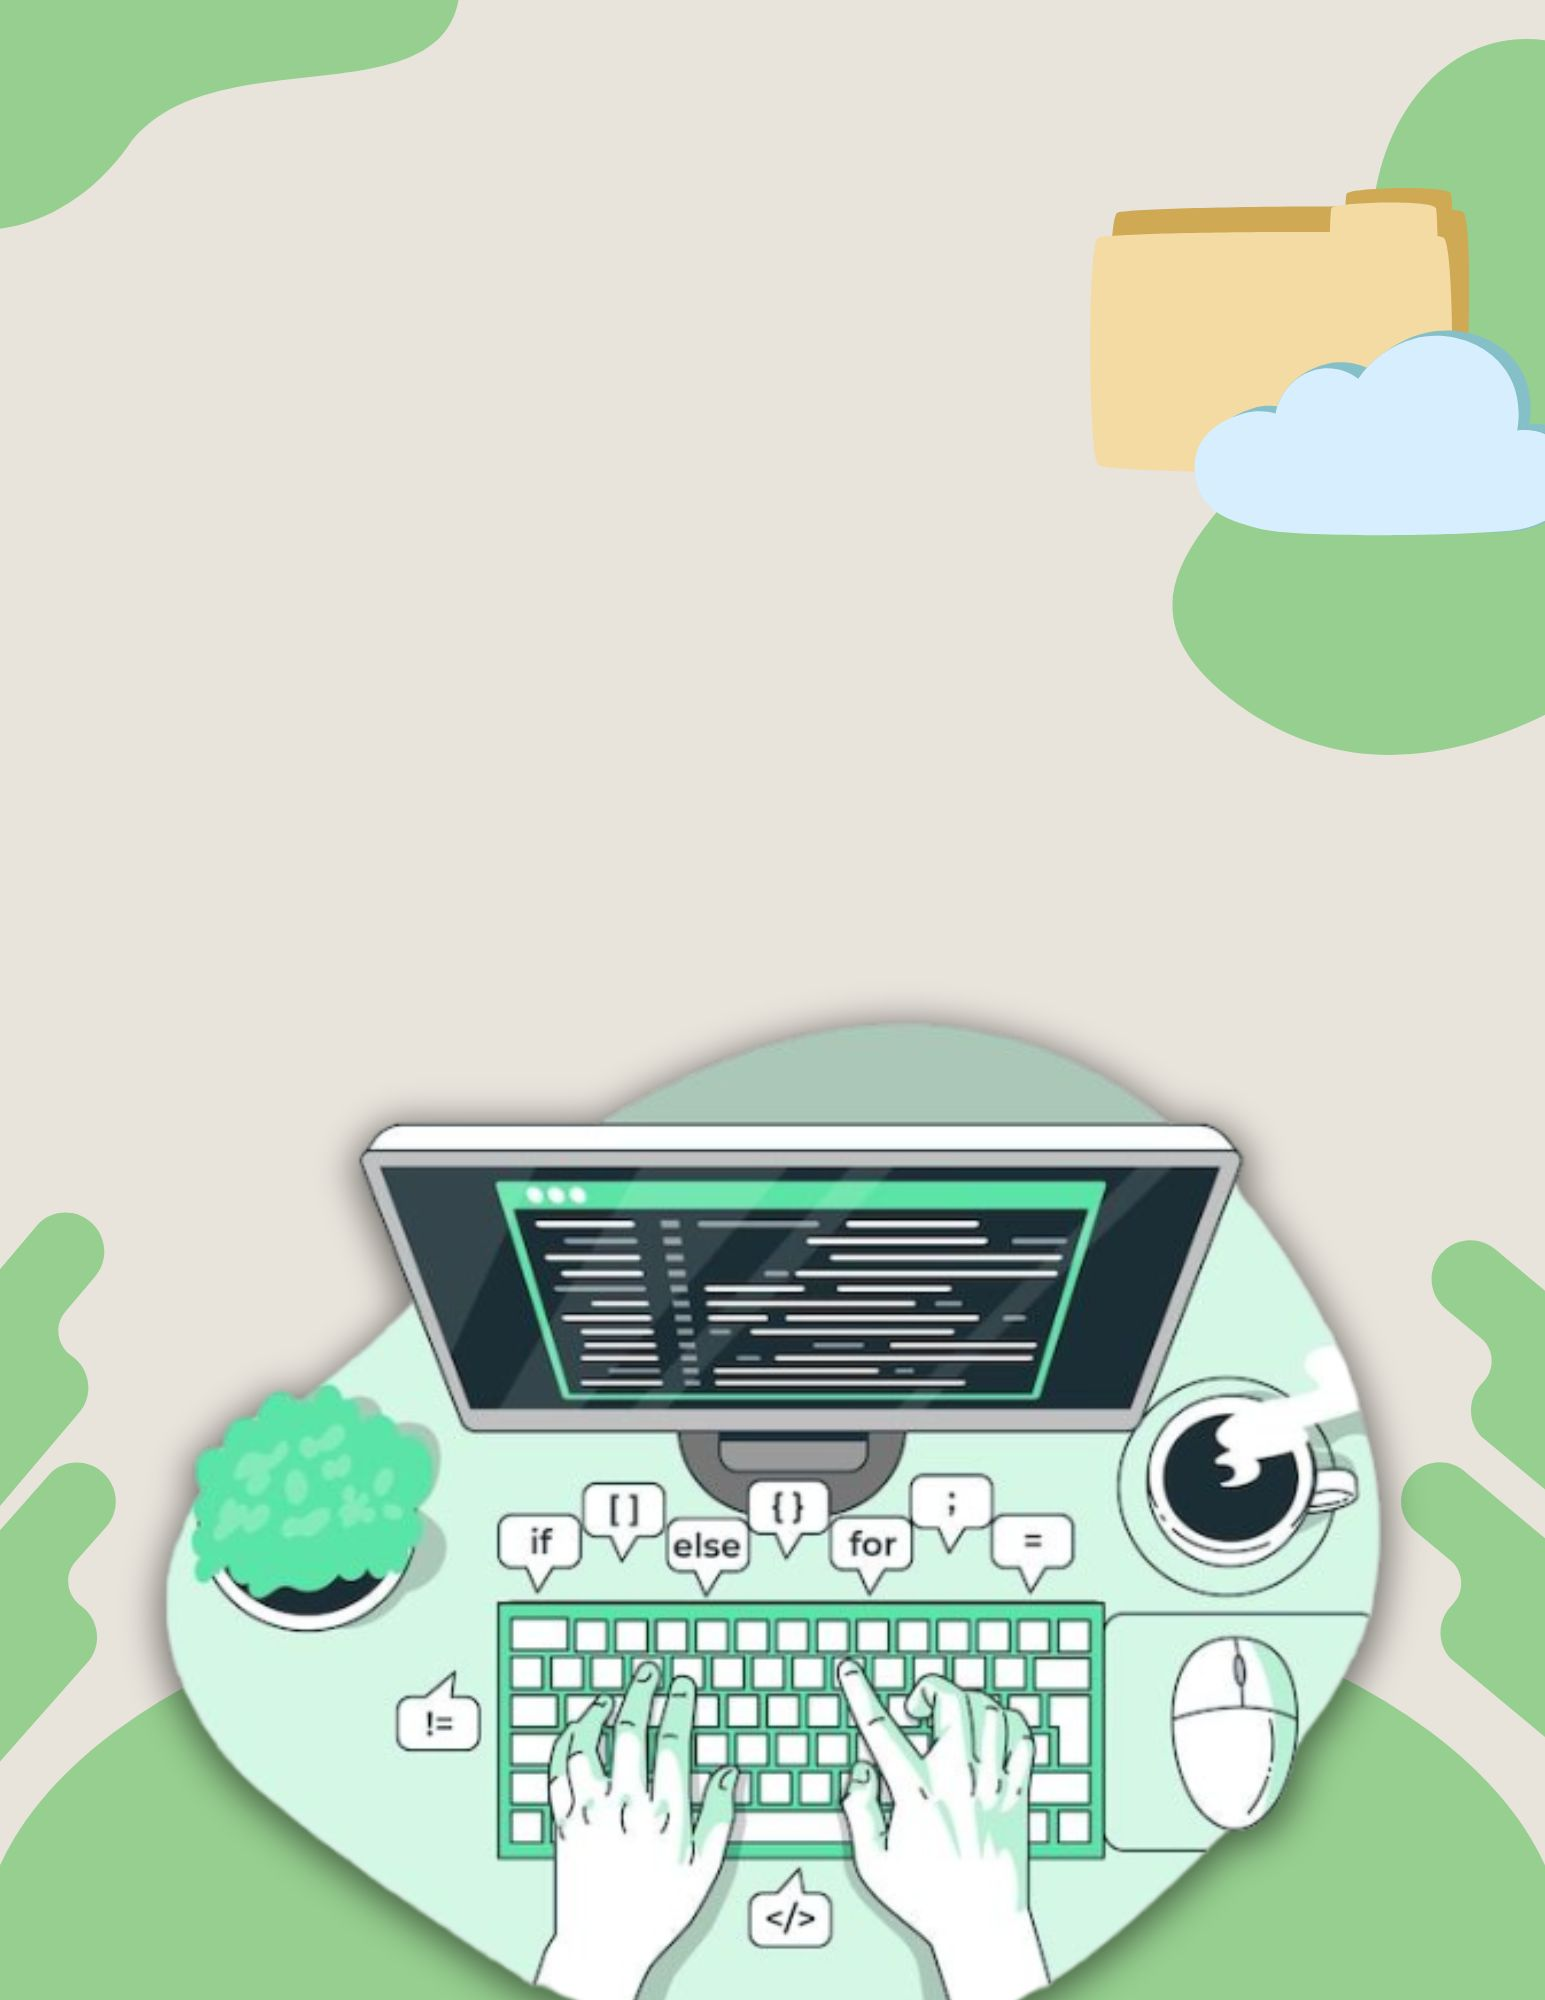 [ ]
{ }
;
if
else
for
=
!=
</>